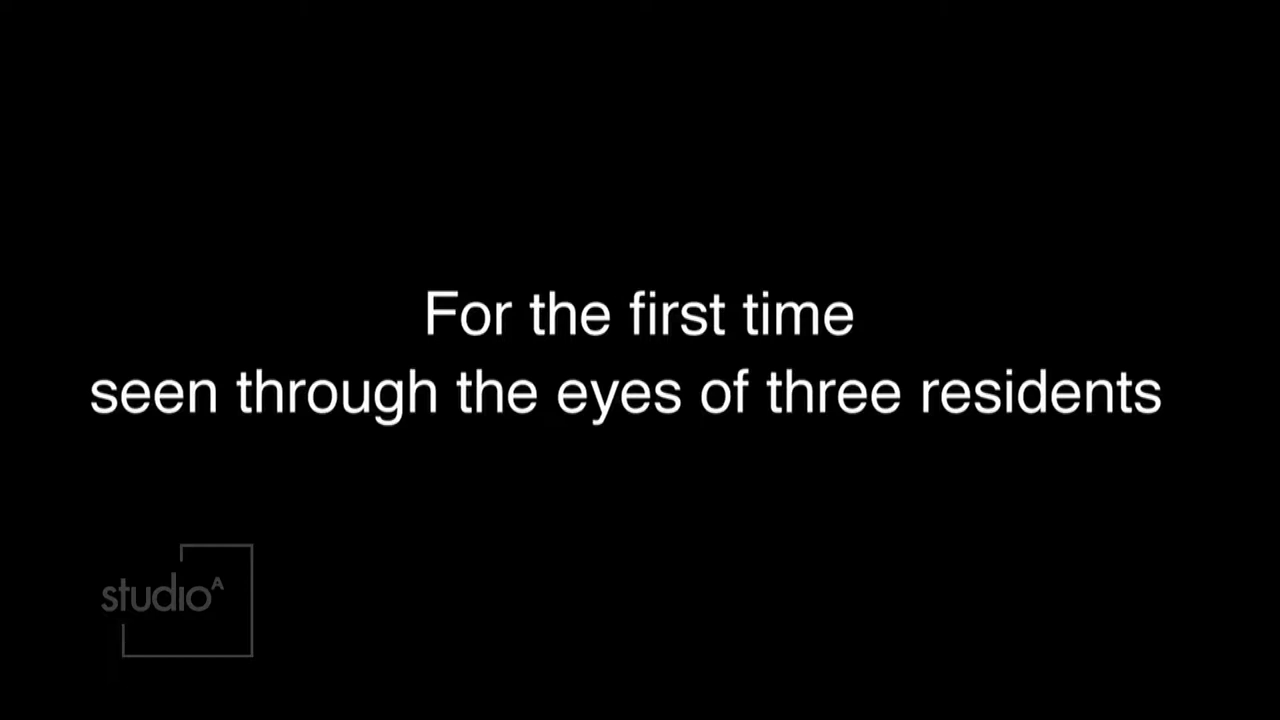 For the first time
seen through the eyes of three residents
studio A